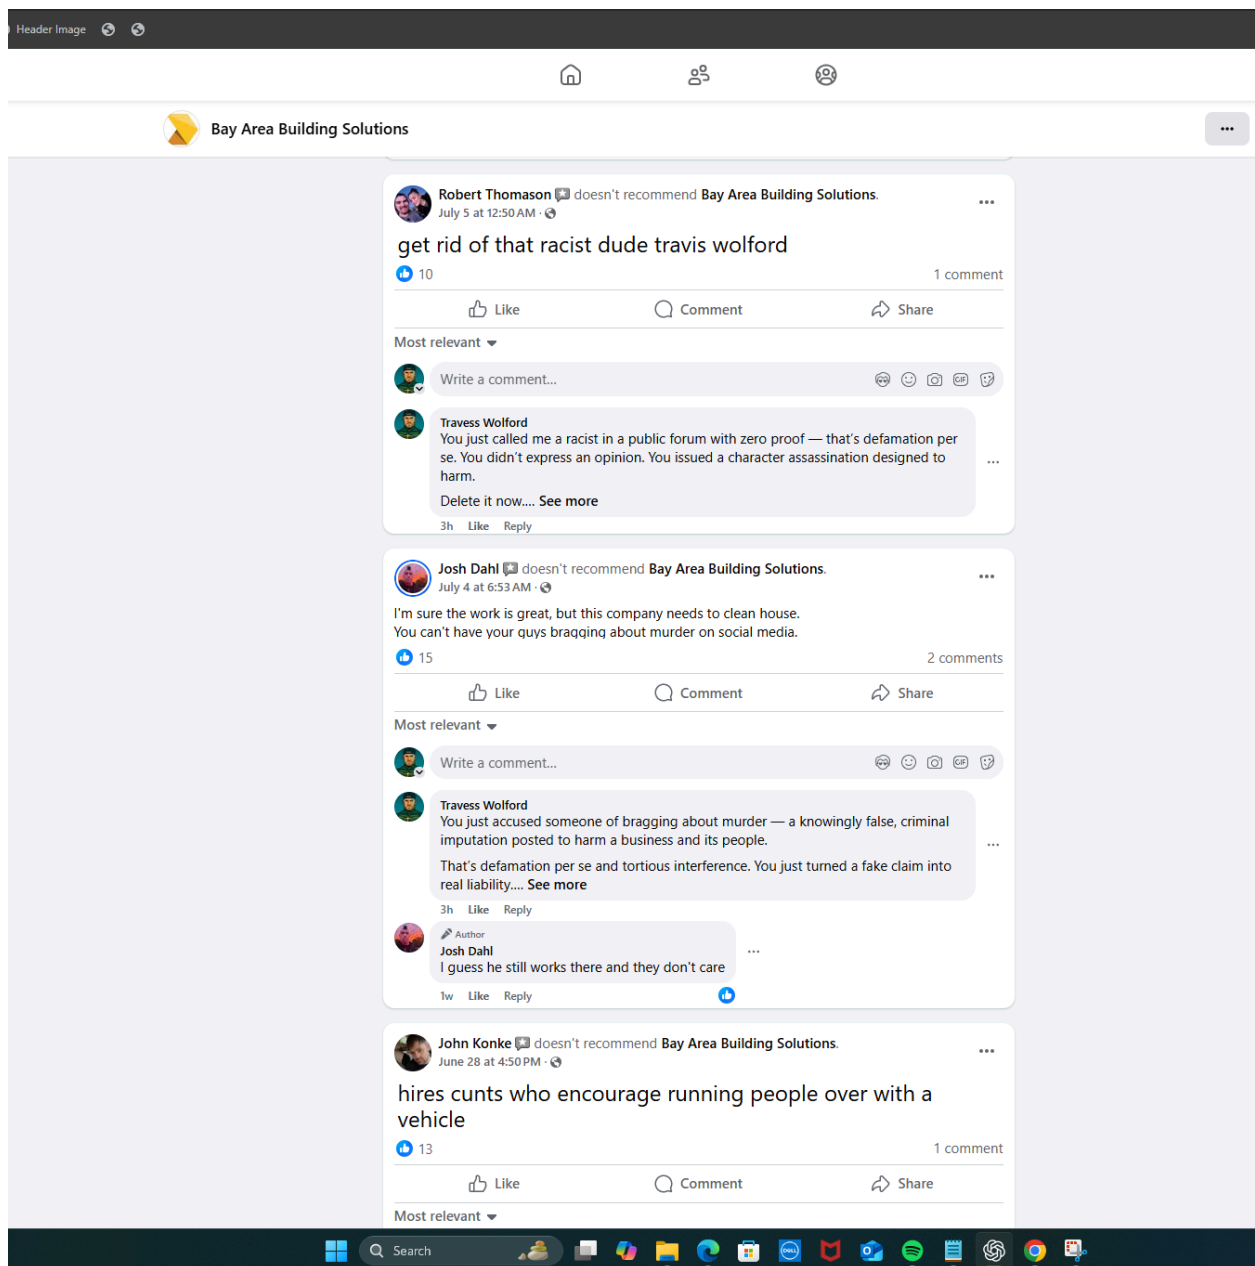 Header Image
Bay Area Building Solutions
Robert Thomason doesn't recommend Bay Area Building Solutions.
July 5 at 12:50 AM ·
get rid of that racist dude travis wolford
10
1 comment
Like
Comment
Share
Most relevant
Write a comment...
GIF
Travess Wolford
You just called me a racist in a public forum with zero proof — that's defamation per
se. You didn't express an opinion. You issued a character assassination designed to
harm.
Delete it now.... See more
3h Like Reply
Josh Dahl doesn't recommend Bay Area Building Solutions.
July 4 at 6:53 AM ·
I'm sure the work is great, but this company needs to clean house.
You can't have your guys bragging about murder on social media.
15
2 comments
Like
Comment
Share
Most relevant
Write a comment...
GIF
Travess Wolford
You just accused someone of bragging about murder — a knowingly false, criminal
imputation posted to harm a business and its people.
That's defamation per se and tortious interference. You just turned a fake claim into
real liability.... See more
3h Like Reply
Author
Josh Dahl
I guess he still works there and they don't care
1w Like Reply
John Konke doesn't recommend Bay Area Building Solutions.
June 28 at 4:50 PM ·
hires cunts who encourage running people over with a
vehicle
13
1 comment
Like
Comment
Share
Most relevant
Search
DELL